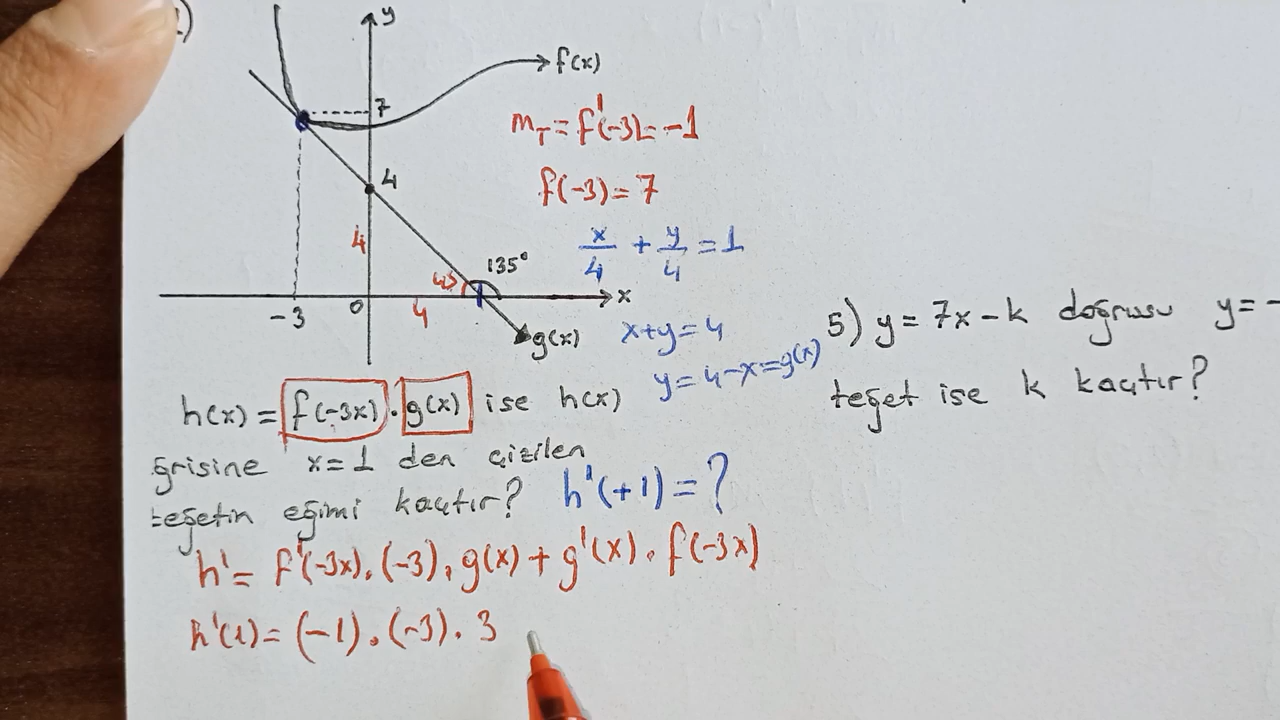 y
f(x)
7
4
4
4
45
135°
-3
0
x
g(x)
m_T = f'(-3) = -1
f(-3) = 7
x/4 + y/4 = 1
x+y = 4
y = 4-x = g(x)
h(x) = f(-3x) . g(x) ise h(x)
ğrisine x=1 den çizilen
teğetin eğimi kaçtır? h'(+1) = ?
h' = f'(-3x).(-3).g(x) + g'(x).f(-3x)
h'(1) = (-1).(-3).3
5) y = 7x - k doğrusu y = -
teğet ise k kaçtır?